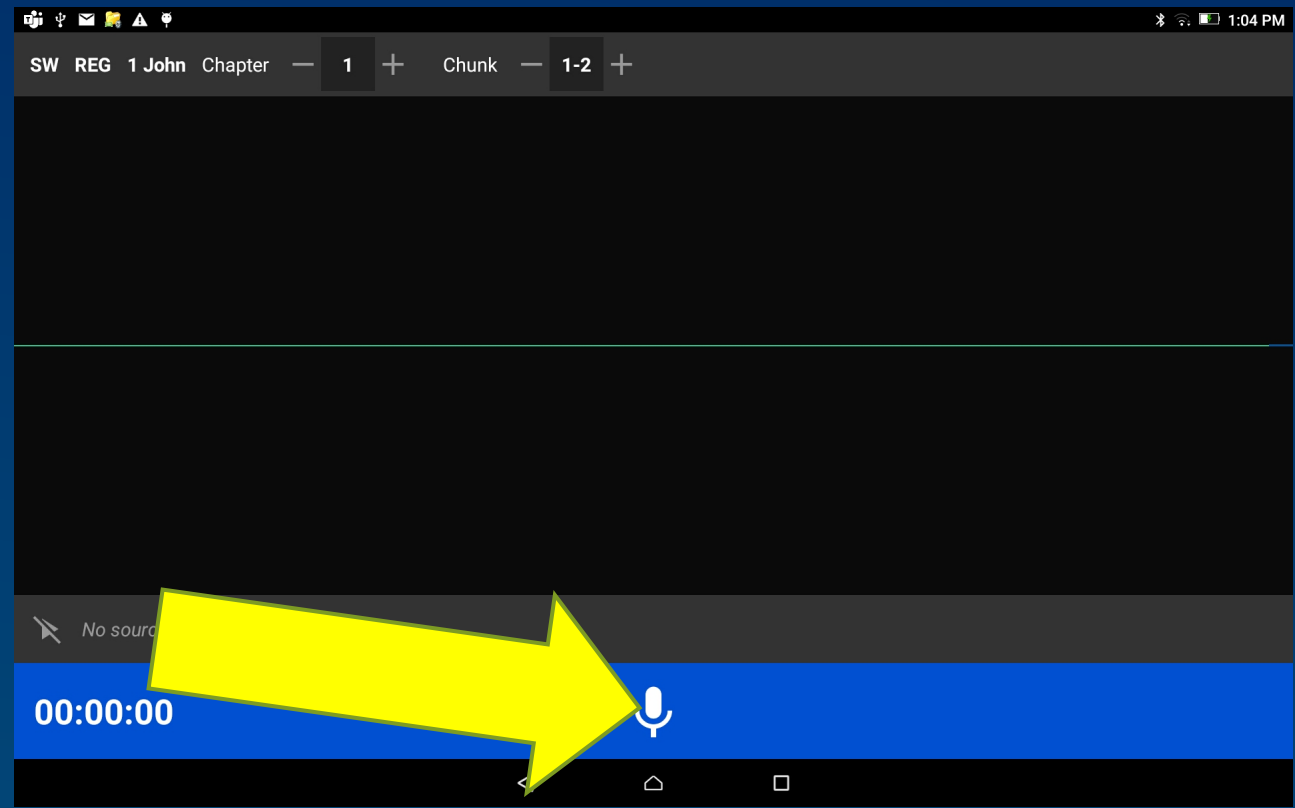 1:04 PM
SW REG 1 John Chapter — 1 + Chunk — 1-2 +
No sourc
00:00:00